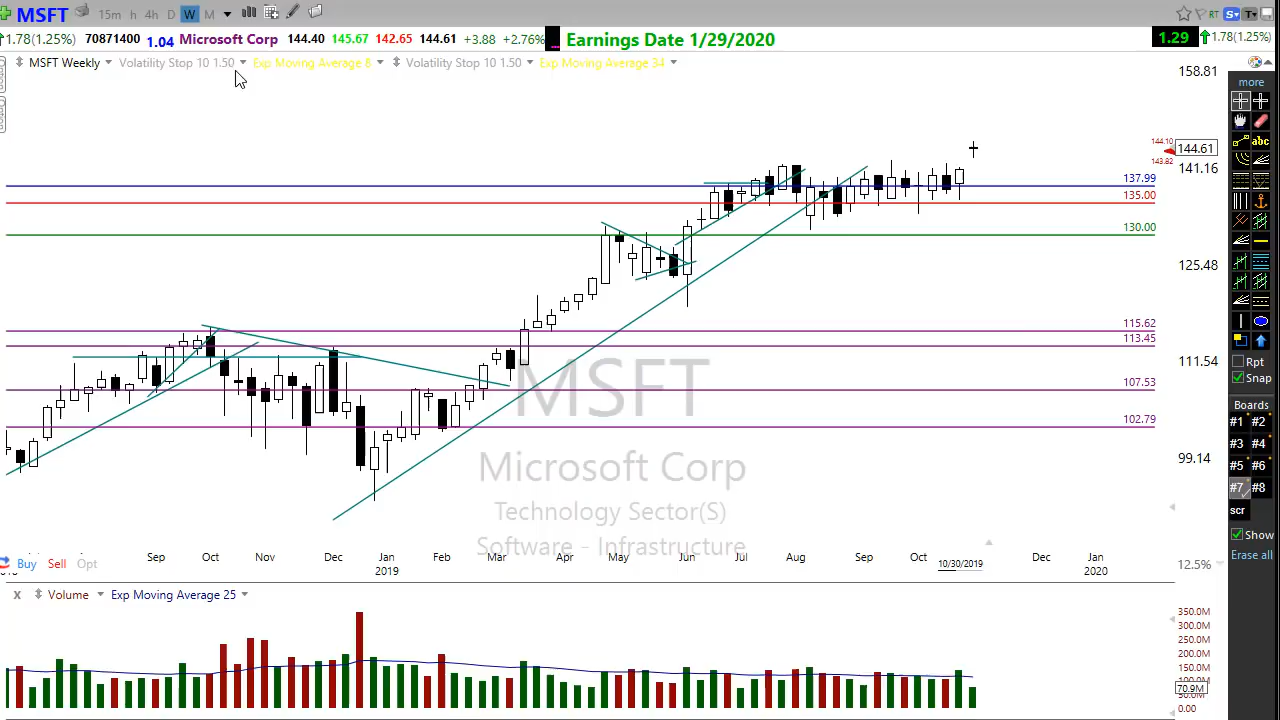 MSFT 15m h 4h D W M
1.78(1.25%) 70871400 1.04 Microsoft Corp 144.40 145.67 142.65 144.61 +3.88 +2.76% Earnings Date 1/29/2020 1.29 1.78(1.25%)
RT S T
MSFT Weekly Volatility Stop 10 1.50 Exp Moving Average 8 Volatility Stop 10 1.50 Exp Moving Average 34
158.81
more
abc
144.10
144.61
143.82
141.16
137.99
135.00
130.00
125.48
115.62
113.45
111.54
107.53
102.79
99.14
MSFT
Microsoft Corp
Technology Sector(S)
Software - Infrastructure
Rpt
Snap
Boards
#1 #2
#3 #4
#5 #6
#7 #8
scr
Show
Erase all
Sep Oct Nov Dec Jan Feb Mar Apr May Jun Jul Aug Sep Oct 10/30/2019 Dec Jan
2019 2020
Buy Sell Opt
12.5%
X Volume Exp Moving Average 25
350.0M
300.0M
250.0M
200.0M
150.0M
70.9M
0.00